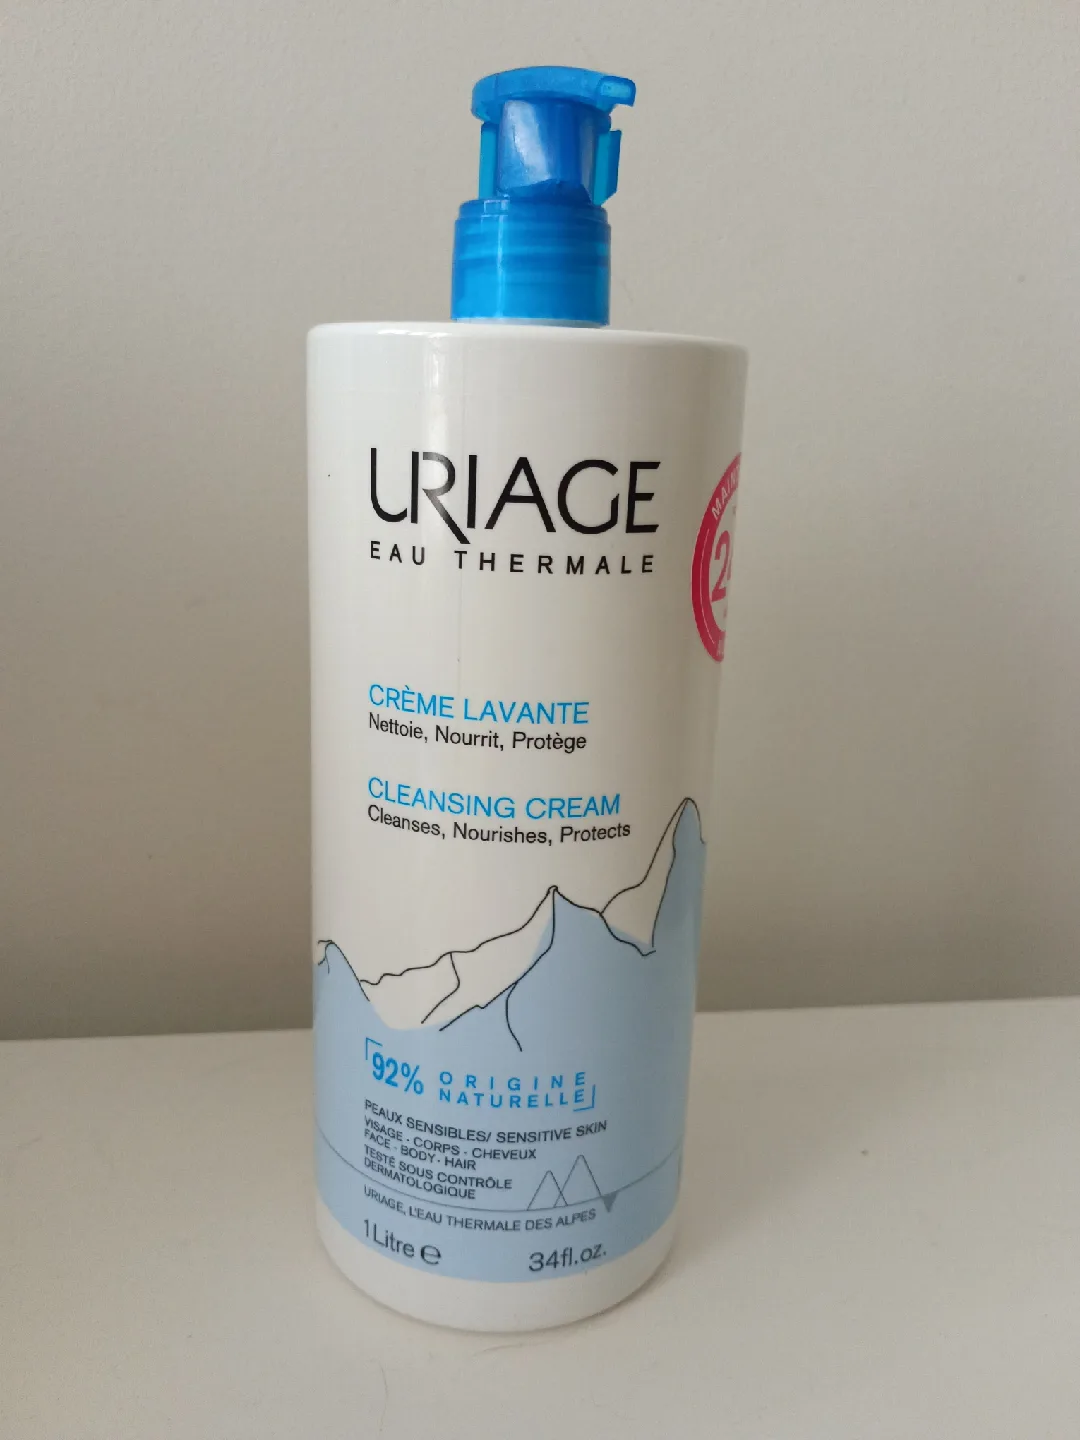 URIAGE
EAU THERMALE
CRÈME LAVANTE
Nettoie, Nourrit, Protège
CLEANSING CREAM
Cleanses, Nourishes, Protects
92% ORIGINE
NATURELLE
PEAUX SENSIBLES/ SENSITIVE SKIN
VISAGE - CORPS - CHEVEUX
FACE - BODY - HAIR
TESTÉ SOUS CONTRÔLE
DERMATOLOGIQUE
URIAGE, L'EAU THERMALE DES ALPES
1 Litre ℮ 34fl.oz.